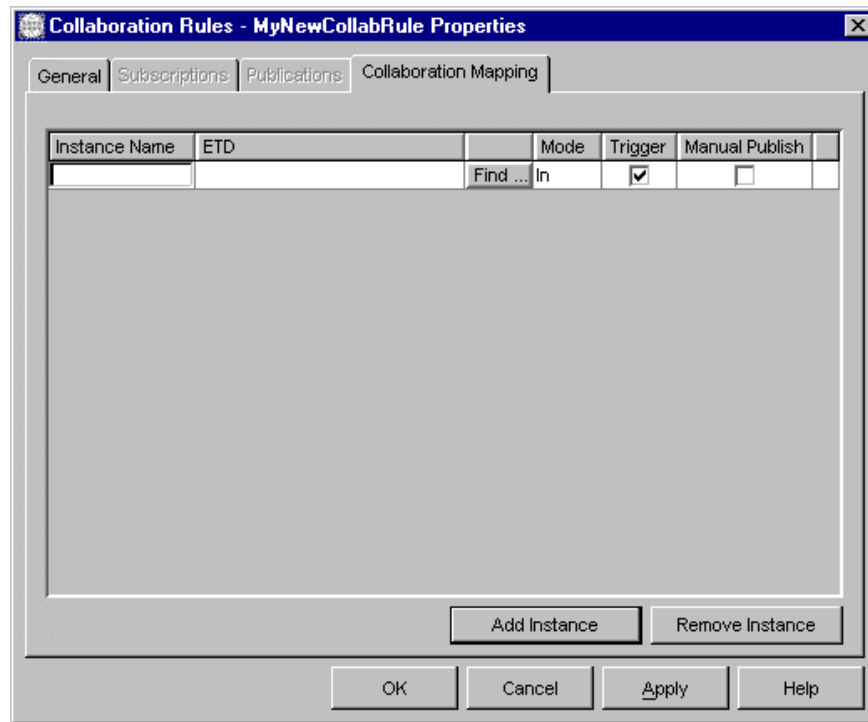 Collaboration Rules - MyNewCollabRule Properties
General Subscriptions Publications Collaboration Mapping
Instance Name ETD Mode Trigger Manual Publish
Find ... In
Add Instance Remove Instance
OK Cancel Apply Help